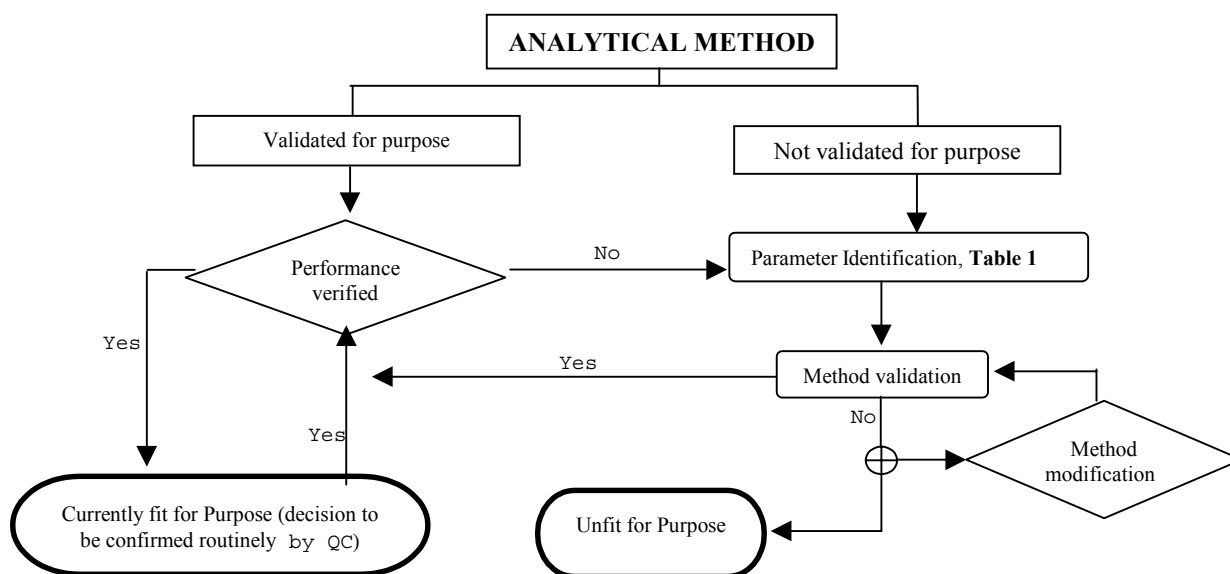 ANALYTICAL METHOD
Validated for purpose
Not validated for purpose
Performance
verified
No
Parameter Identification, Table 1
Yes
Yes
Method validation
No
Yes
Method
modification
Currently fit for Purpose (decision to
be confirmed routinely by QC)
Unfit for Purpose